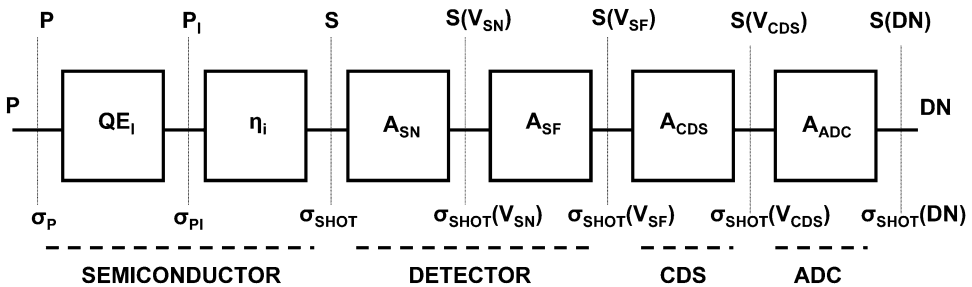 P P_I S S(V_SN) S(V_SF) S(V_CDS) S(DN)
P QE_I η_i A_SN A_SF A_CDS A_ADC DN
σ_P σ_PI σ_SHOT σ_SHOT(V_SN) σ_SHOT(V_SF) σ_SHOT(V_CDS) σ_SHOT(DN)
SEMICONDUCTOR DETECTOR CDS ADC